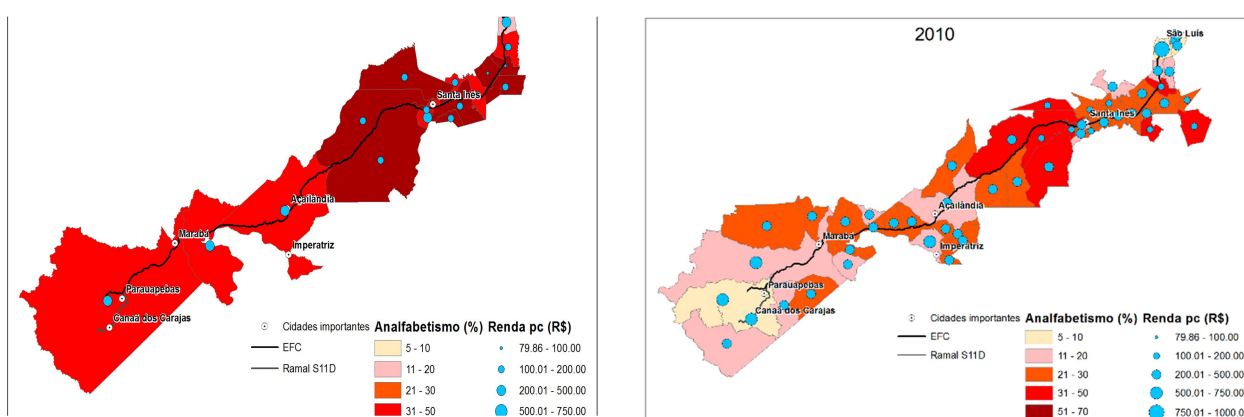 Santa Inês
Açailandia
Marabá
Imperatriz
Parauapebas
Canaã dos Carajas
Cidades importantes
EFC
Ramal S11D
Analfabetismo (%)
5 - 10
11 - 20
21 - 30
31 - 50
Renda pc (R$)
79.86 - 100.00
100.01 - 200.00
200.01 - 500.00
500.01 - 750.00
2010
São Luís
Santa Inês
Açailândia
Imperatriz
Marabá
Parauapebas
Canaã dos Carajas
Cidades importantes
EFC
Ramal S11D
Analfabetismo (%)
5 - 10
11 - 20
21 - 30
31 - 50
51 - 70
Renda pc (R$)
79.86 - 100.00
100.01 - 200.00
200.01 - 500.00
500.01 - 750.00
750.01 - 1000